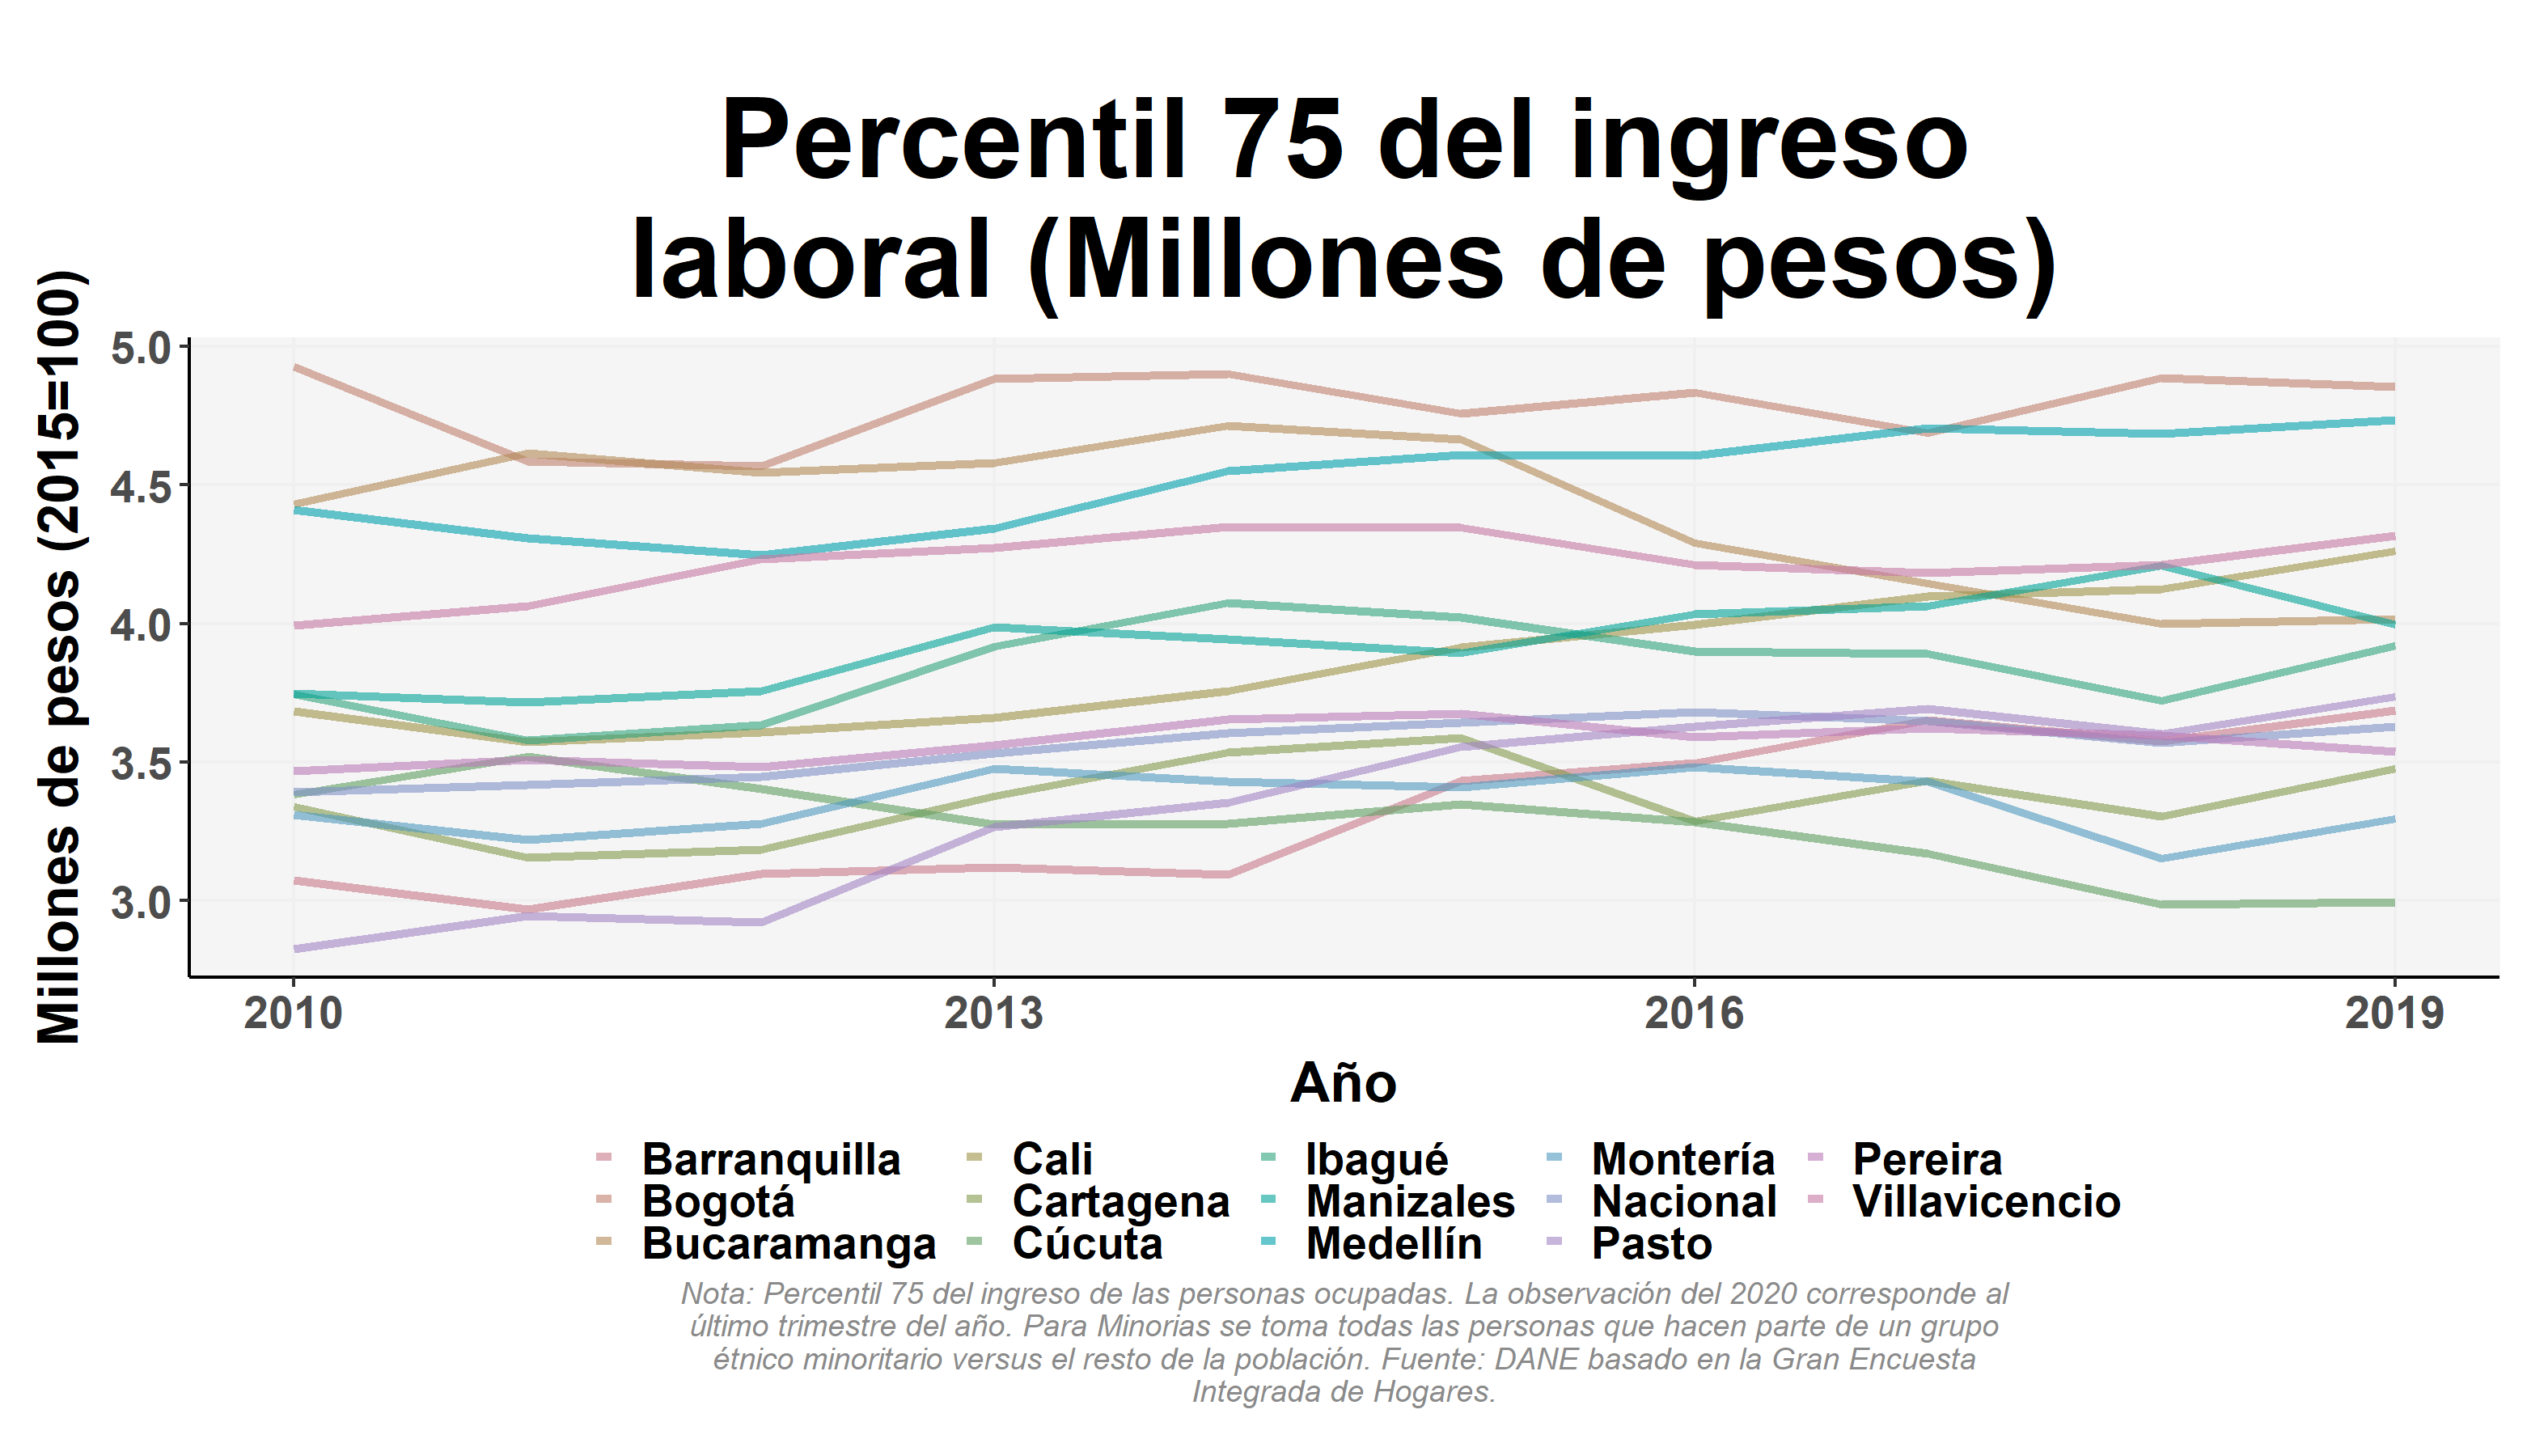 Percentil 75 del ingreso
laboral (Millones de pesos)
Millones de pesos (2015=100)
5.0
4.5
4.0
3.5
3.0
2010
2013
2016
2019
Año
Barranquilla
Bogotá
Bucaramanga
Cali
Cartagena
Cúcuta
Ibagué
Manizales
Medellín
Montería
Nacional
Pasto
Pereira
Villavicencio
Nota: Percentil 75 del ingreso de las personas ocupadas. La observación del 2020 corresponde al
último trimestre del año. Para Minorias se toma todas las personas que hacen parte de un grupo
étnico minoritario versus el resto de la población. Fuente: DANE basado en la Gran Encuesta
Integrada de Hogares.